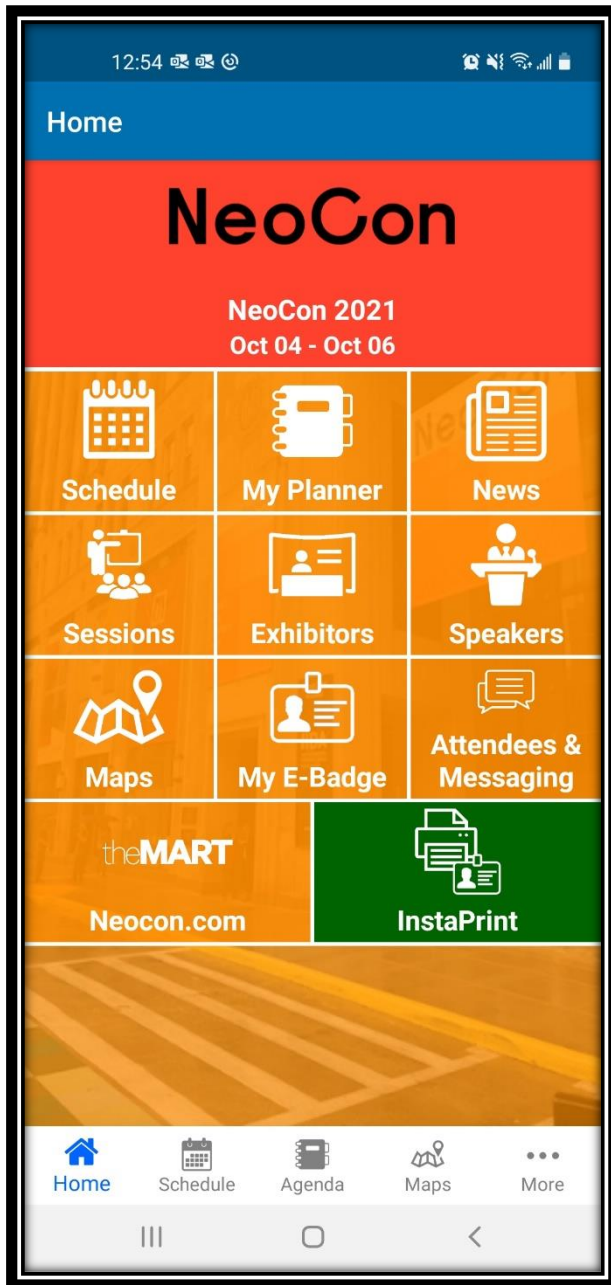 12:54
Home
NeoCon
NeoCon 2021
Oct 04 - Oct 06
Schedule
My Planner
News
Sessions
Exhibitors
Speakers
Maps
My E-Badge
Attendees &
Messaging
theMART
Neocon.com
InstaPrint
Home
Schedule
Agenda
Maps
More